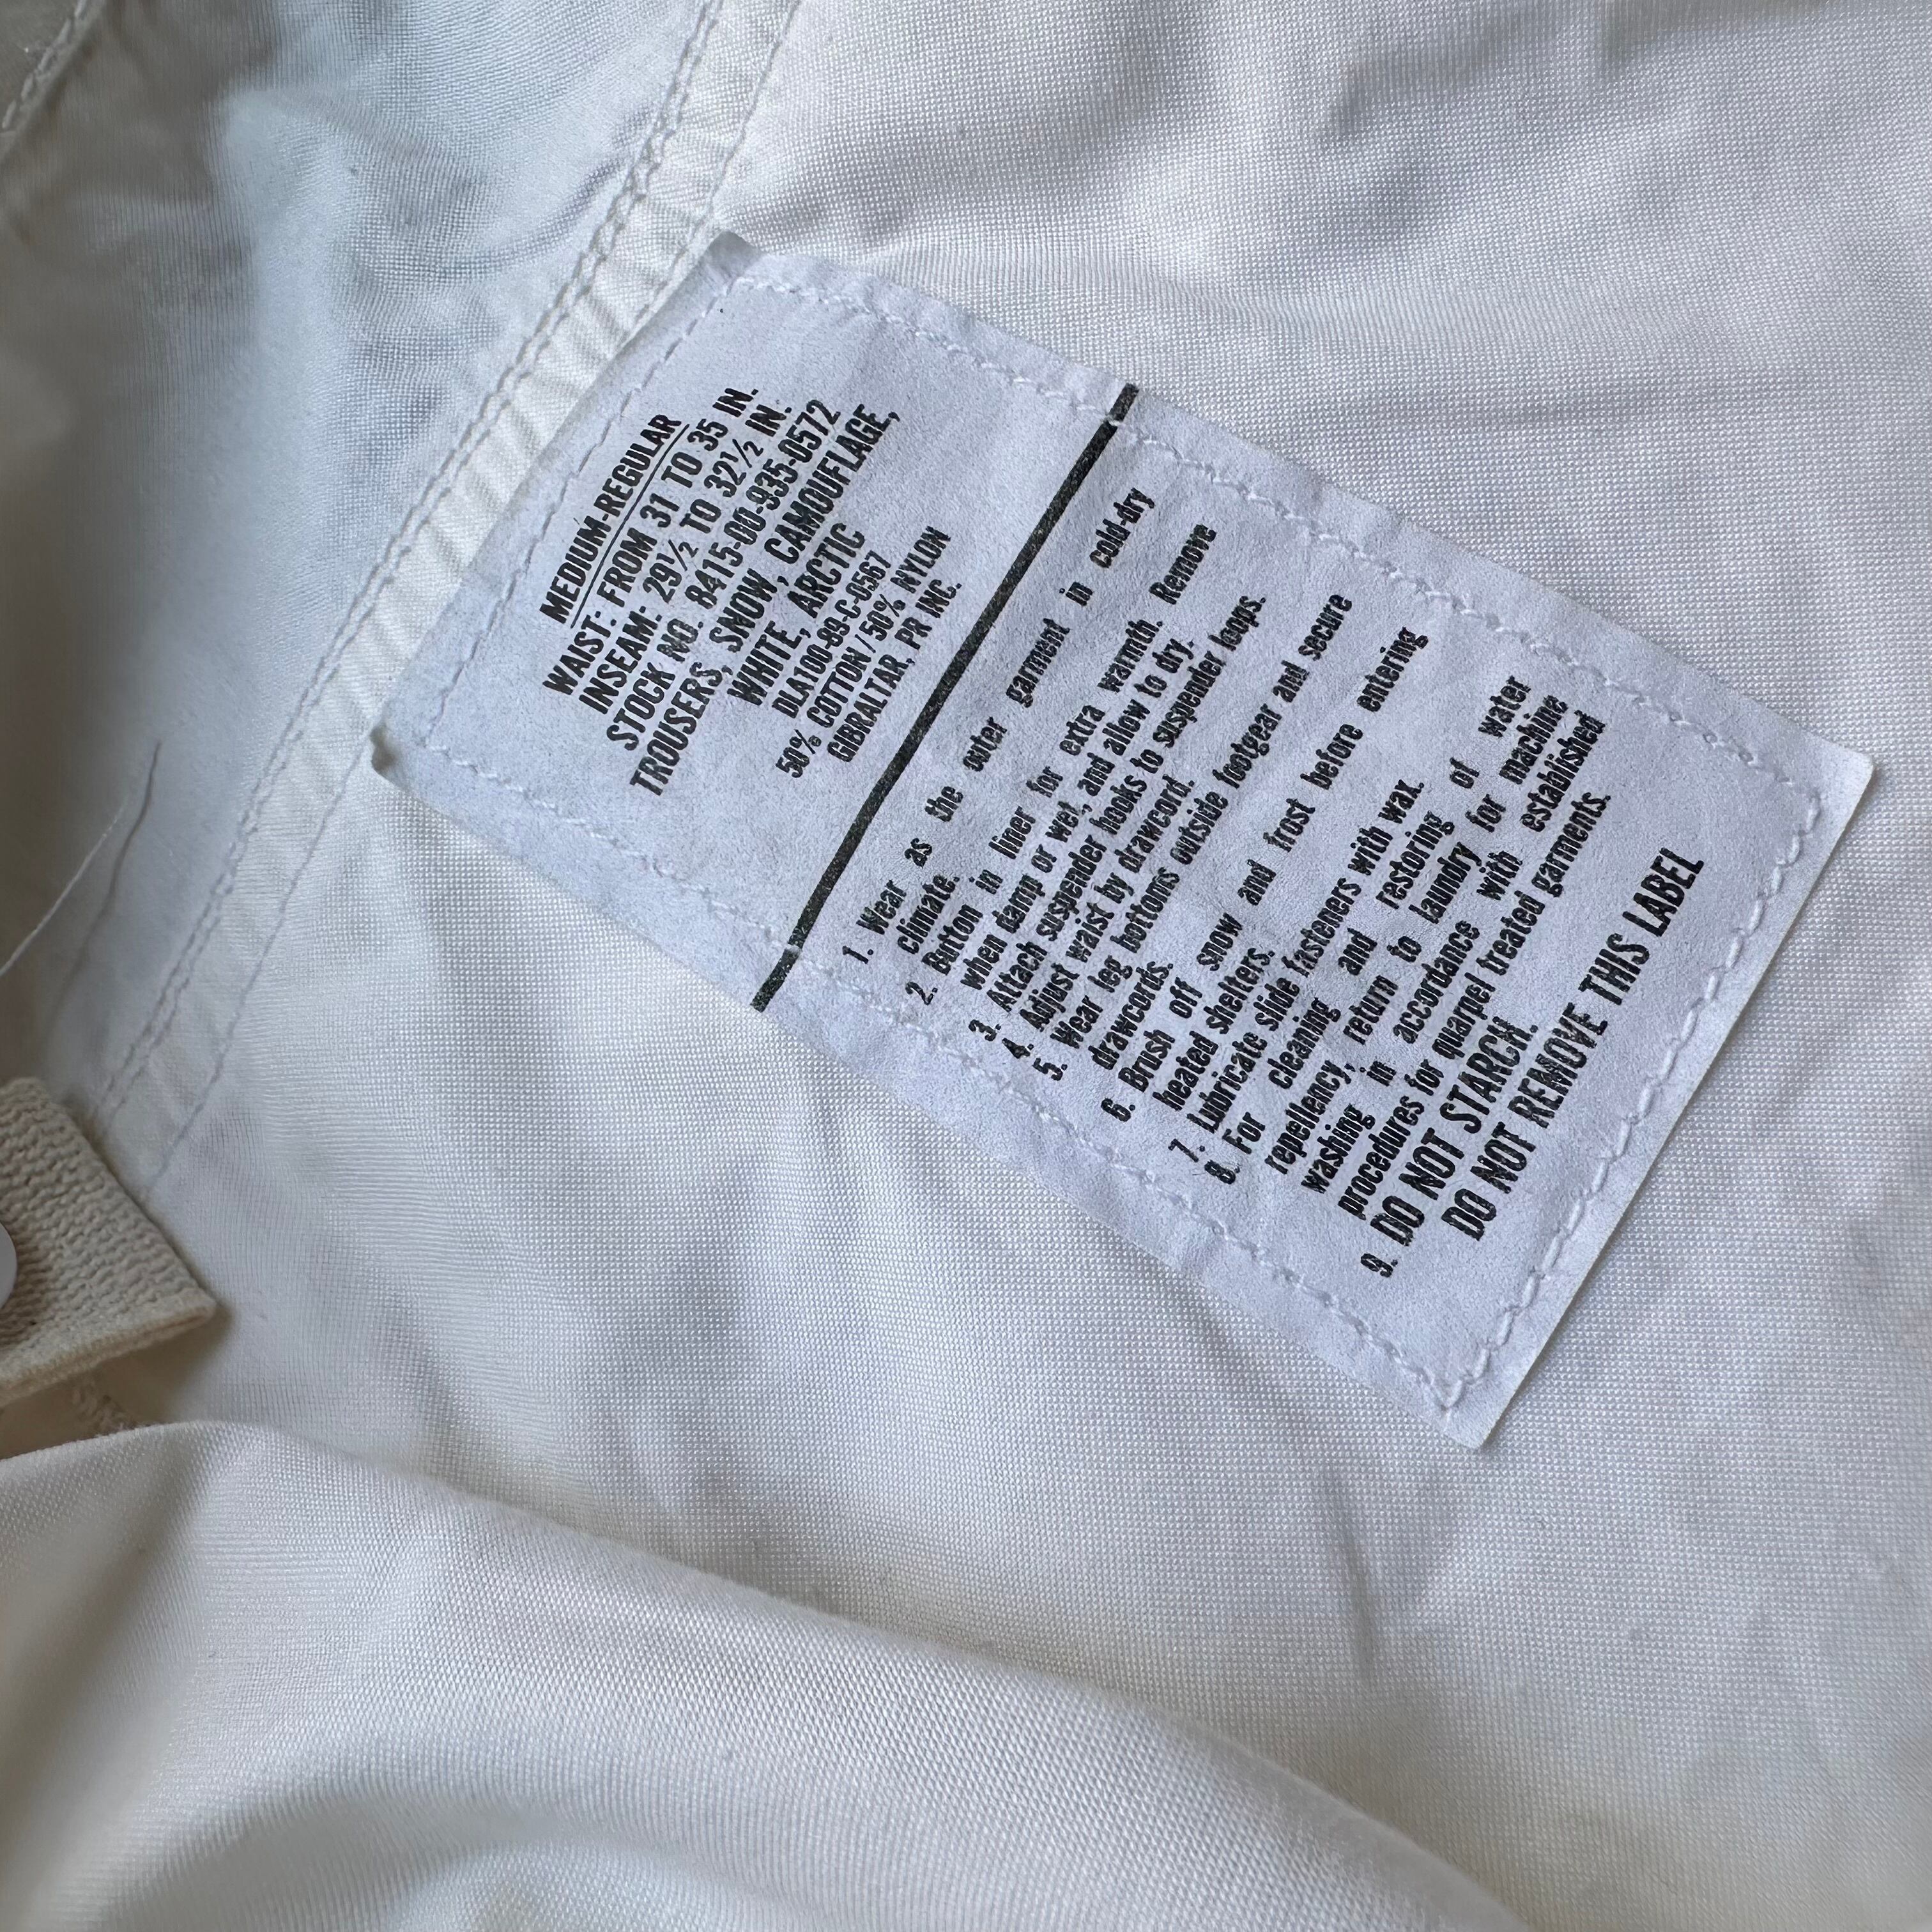 MEDIUM-REGULAR
WAIST: FROM 31 TO 35 IN.
INSEAM: 29½ TO 32½ IN.
STOCK NO. 8415-00-935-0572
TROUSERS, SNOW, CAMOUFLAGE,
WHITE, ARCTIC
DLA100-89-C-0567
50% COTTON / 50% NYLON
GIBRALTAR, PR INC.
1. Wear as the outer garment in cold-dry
climate.
2. Button in liner for extra warmth. Remove
when damp or wet, and allow to dry.
3. Attach suspender hooks to suspender loops.
4. Adjust waist by drawcord.
5. Wear leg bottoms outside footgear and secure
drawcords.
6. Brush off snow and frost before entering
heated shelters.
7. Lubricate slide fasteners with wax.
8. For cleaning and restoring of water
repellency, return to laundry for machine
washing in accordance with established
procedures for quarpel treated garments.
9. DO NOT STARCH.
DO NOT REMOVE THIS LABEL